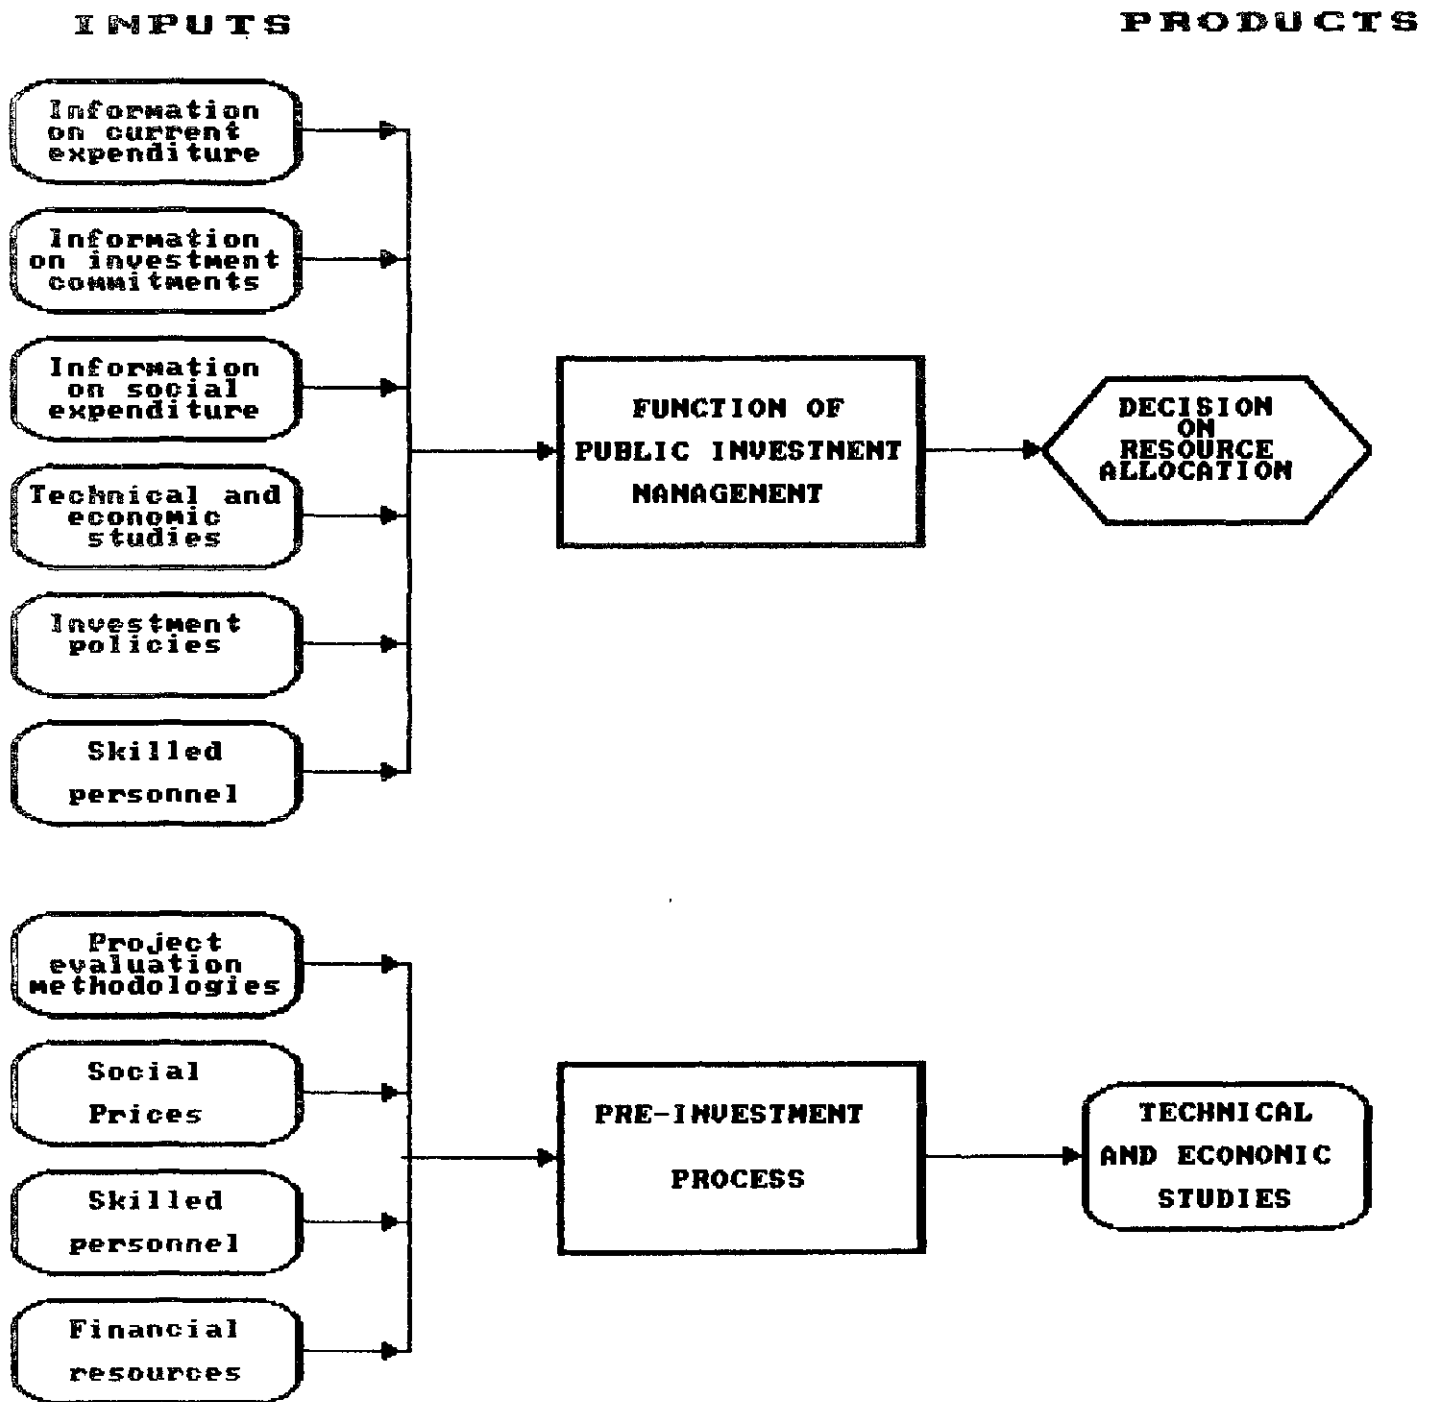 INPUTS
PRODUCTS
Information
on current
expenditure
Information
on investment
commitments
Information
on social
expenditure
Technical and
economic
studies
Investment
policies
Skilled
personnel
FUNCTION OF
PUBLIC INVESTMENT
MANAGEMENT
DECISION
ON
RESOURCE
ALLOCATION
Project
evaluation
methodologies
Social
Prices
Skilled
personnel
Financial
resources
PRE-INVESTMENT
PROCESS
TECHNICAL
AND ECONOMIC
STUDIES